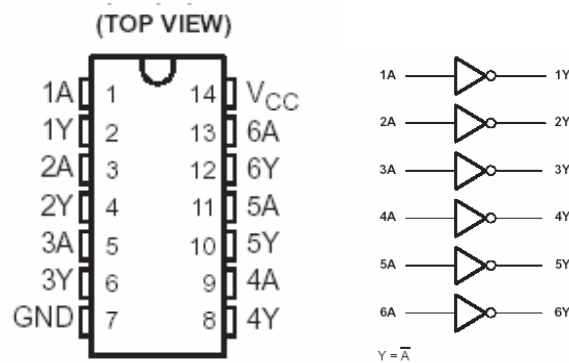 (TOP VIEW)
1A 1 14 VCC
1Y 2 13 6A
2A 3 12 6Y
2Y 4 11 5A
3A 5 10 5Y
3Y 6 9 4A
GND 7 8 4Y
1A 1Y
2A 2Y
3A 3Y
4A 4Y
5A 5Y
6A 6Y
Y = A̅